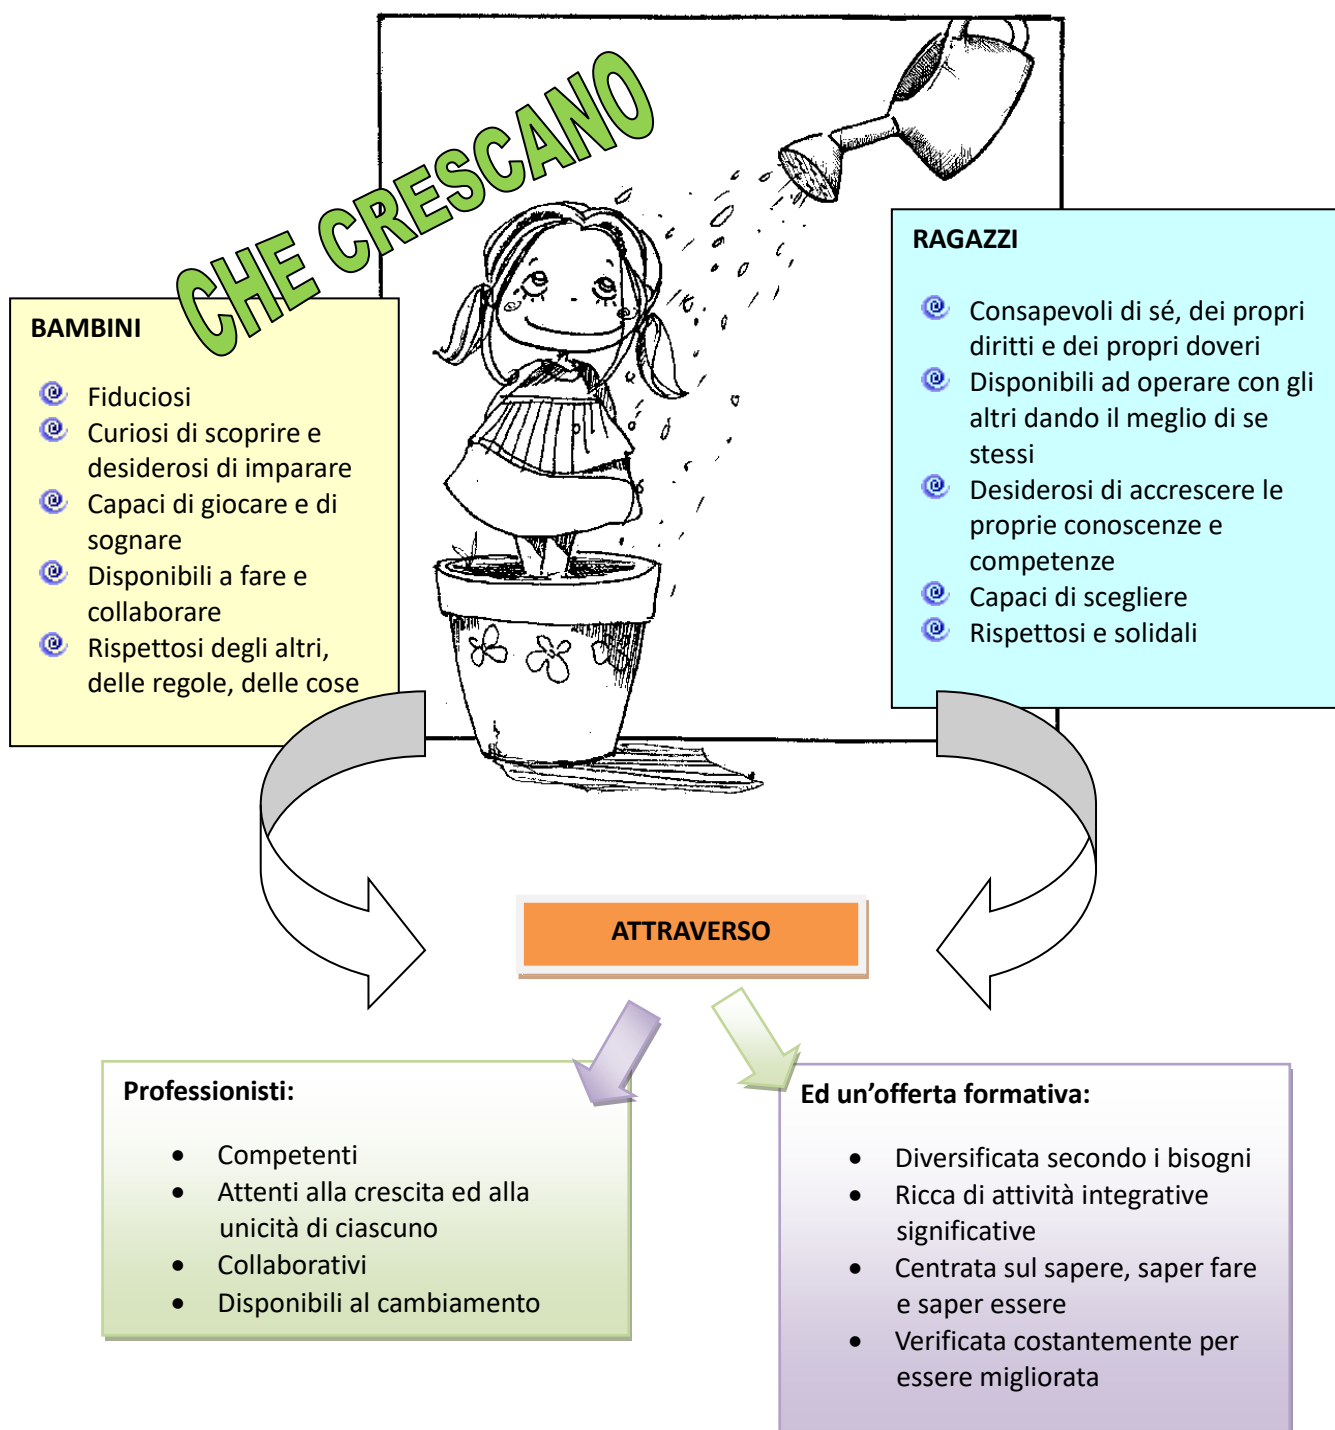 CHE CRESCANO
BAMBINI
Fiduciosi
Curiosi di scoprire e
desiderosi di imparare
Capaci di giocare e di
sognare
Disponibili a fare e
collaborare
Rispettosi degli altri,
delle regole, delle cose
RAGAZZI
Consapevoli di sé, dei propri
diritti e dei propri doveri
Disponibili ad operare con gli
altri dando il meglio di se
stessi
Desiderosi di accrescere le
proprie conoscenze e
competenze
Capaci di scegliere
Rispettosi e solidali
ATTRAVERSO
Professionisti:
• Competenti
• Attenti alla crescita ed alla
unicità di ciascuno
• Collaborativi
• Disponibili al cambiamento
Ed un’offerta formativa:
• Diversificata secondo i bisogni
• Ricca di attività integrative
significative
• Centrata sul sapere, saper fare
e saper essere
• Verificata costantemente per
essere migliorata